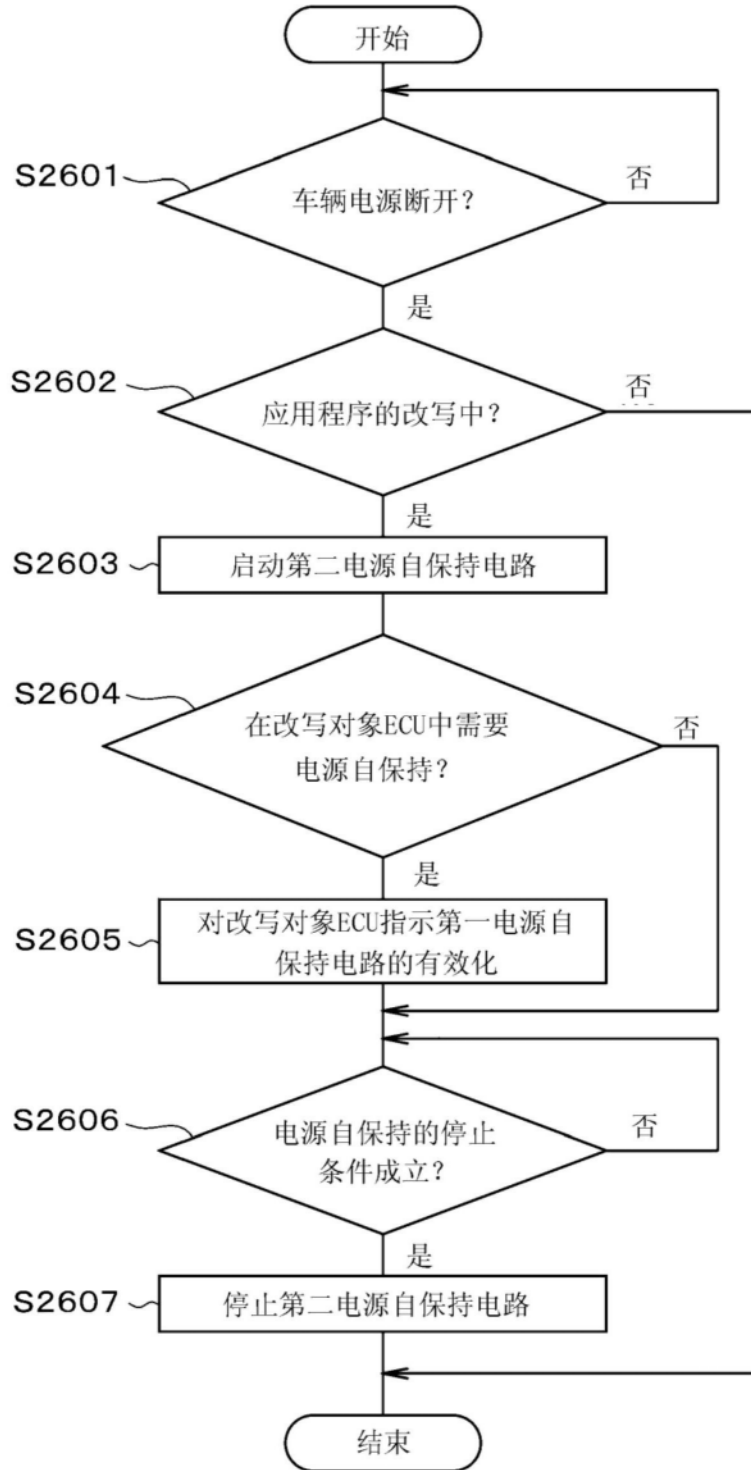 开始
S2601
车辆电源断开？
否
是
S2602
应用程序的改写中？
否
是
S2603
启动第二电源自保持电路
S2604
在改写对象ECU中需要
电源自保持？
否
是
S2605
对改写对象ECU指示第一电源自
保持电路的有效化
S2606
电源自保持的停止
条件成立？
否
是
S2607
停止第二电源自保持电路
结束